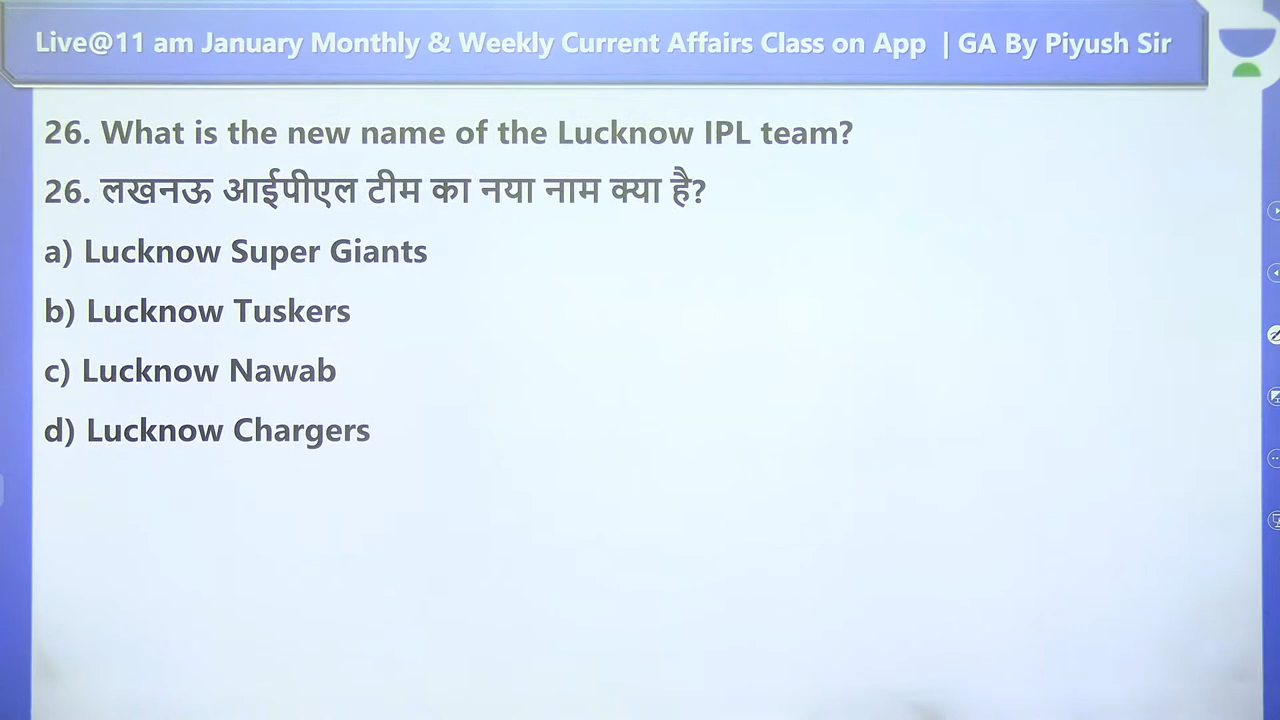 Live@11 am January Monthly & Weekly Current Affairs Class on App | GA By Piyush Sir
26. What is the new name of the Lucknow IPL team?
26. लखनऊ आईपीएल टीम का नया नाम क्या है?
a) Lucknow Super Giants
b) Lucknow Tuskers
c) Lucknow Nawab
d) Lucknow Chargers